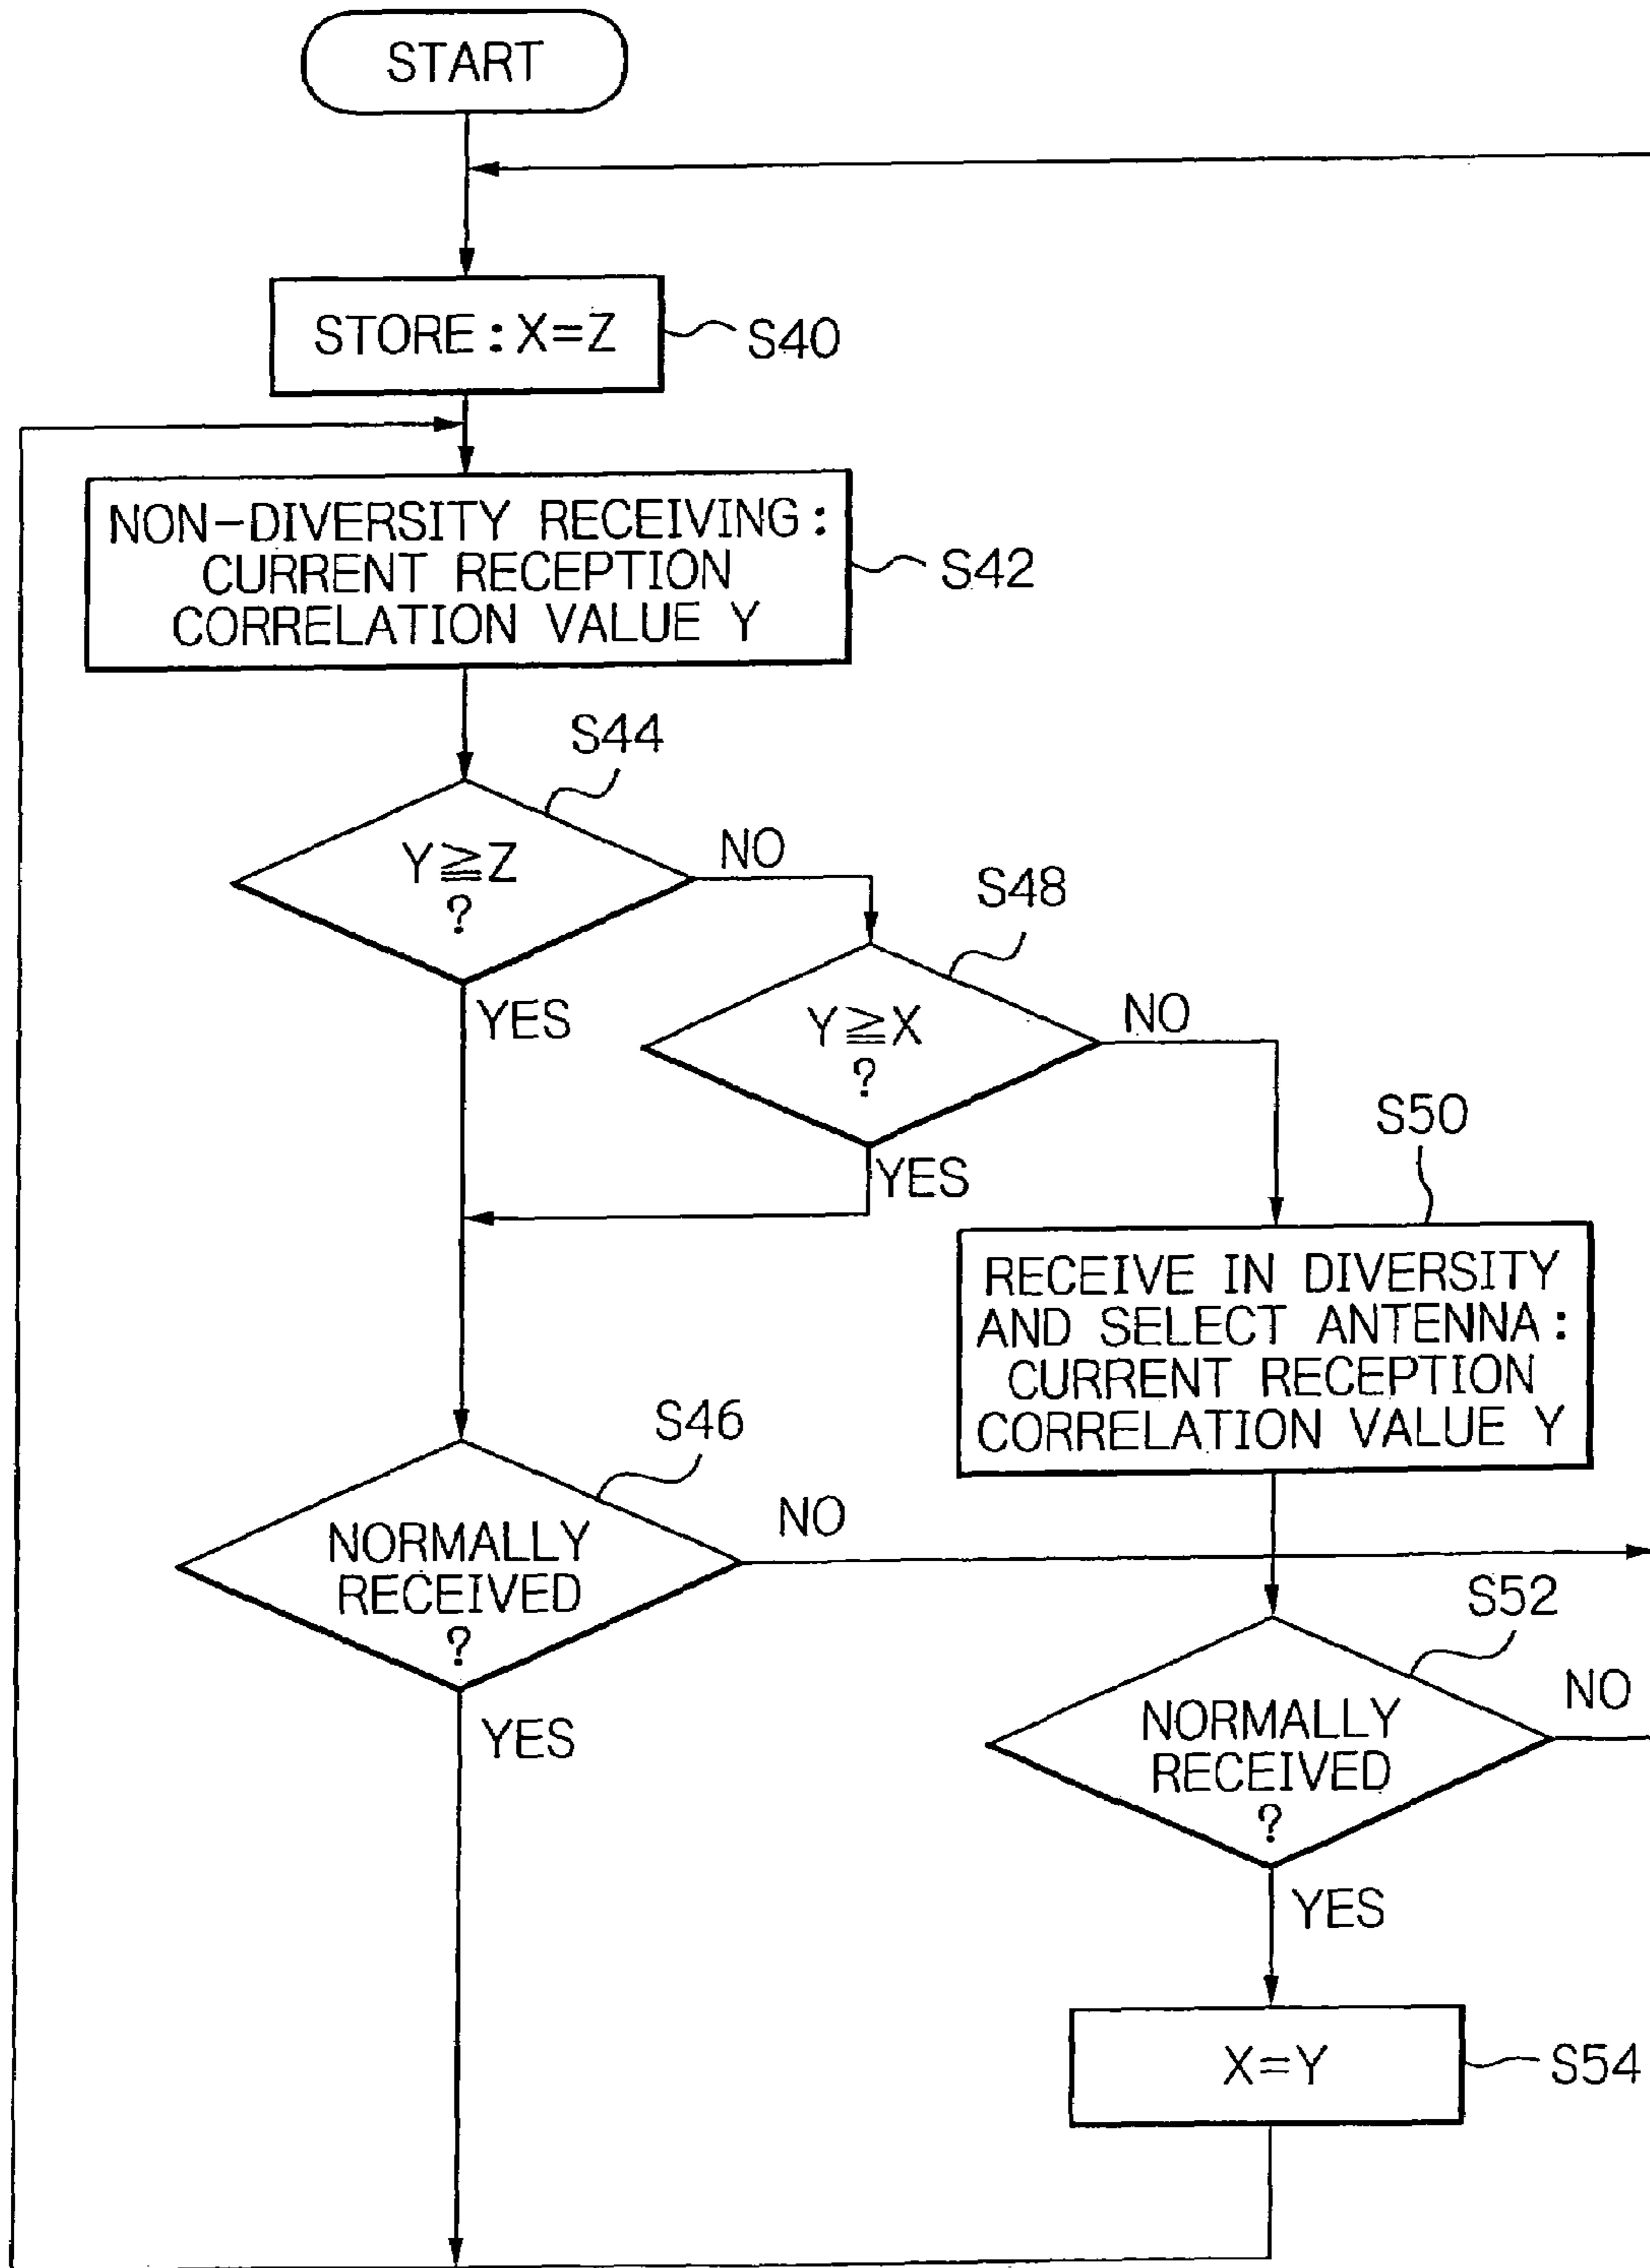 START
STORE:X=Z
S40
NON-DIVERSITY RECEIVING:
CURRENT RECEPTION
CORRELATION VALUE Y
S42
S44
Y≧Z
?
NO
YES
S48
Y≧X
?
NO
YES
S50
RECEIVE IN DIVERSITY
AND SELECT ANTENNA:
CURRENT RECEPTION
CORRELATION VALUE Y
S46
NORMALLY
RECEIVED
?
NO
YES
S52
NORMALLY
RECEIVED
?
NO
YES
X=Y
S54